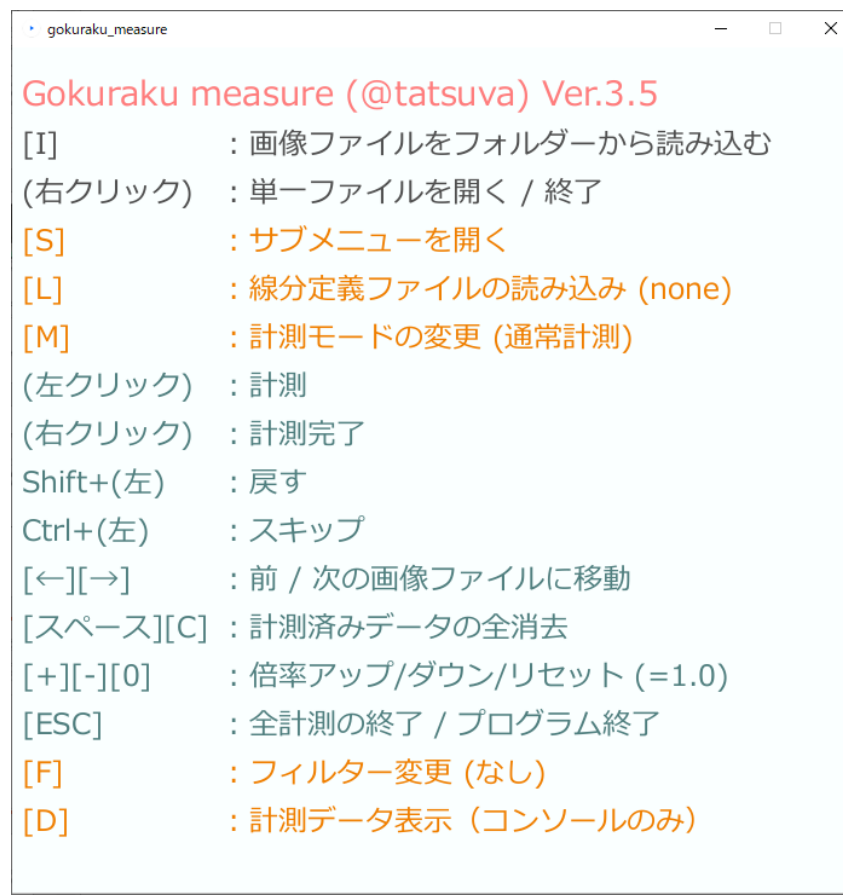 gokuraku_measure
Gokuraku measure (@tatsuva) Ver.3.5
[I] : 画像ファイルをフォルダーから読み込む
(右クリック) : 単一ファイルを開く / 終了
[S] : サブメニューを開く
[L] : 線分定義ファイルの読み込み (none)
[M] : 計測モードの変更 (通常計測)
(左クリック) : 計測
(右クリック) : 計測完了
Shift+(左) : 戻す
Ctrl+(左) : スキップ
[←][→] : 前 / 次の画像ファイルに移動
[スペース][C] : 計測済みデータの全消去
[+][-][0] : 倍率アップ/ダウン/リセット (=1.0)
[ESC] : 全計測の終了 / プログラム終了
[F] : フィルター変更 (なし)
[D] : 計測データ表示（コンソールのみ）